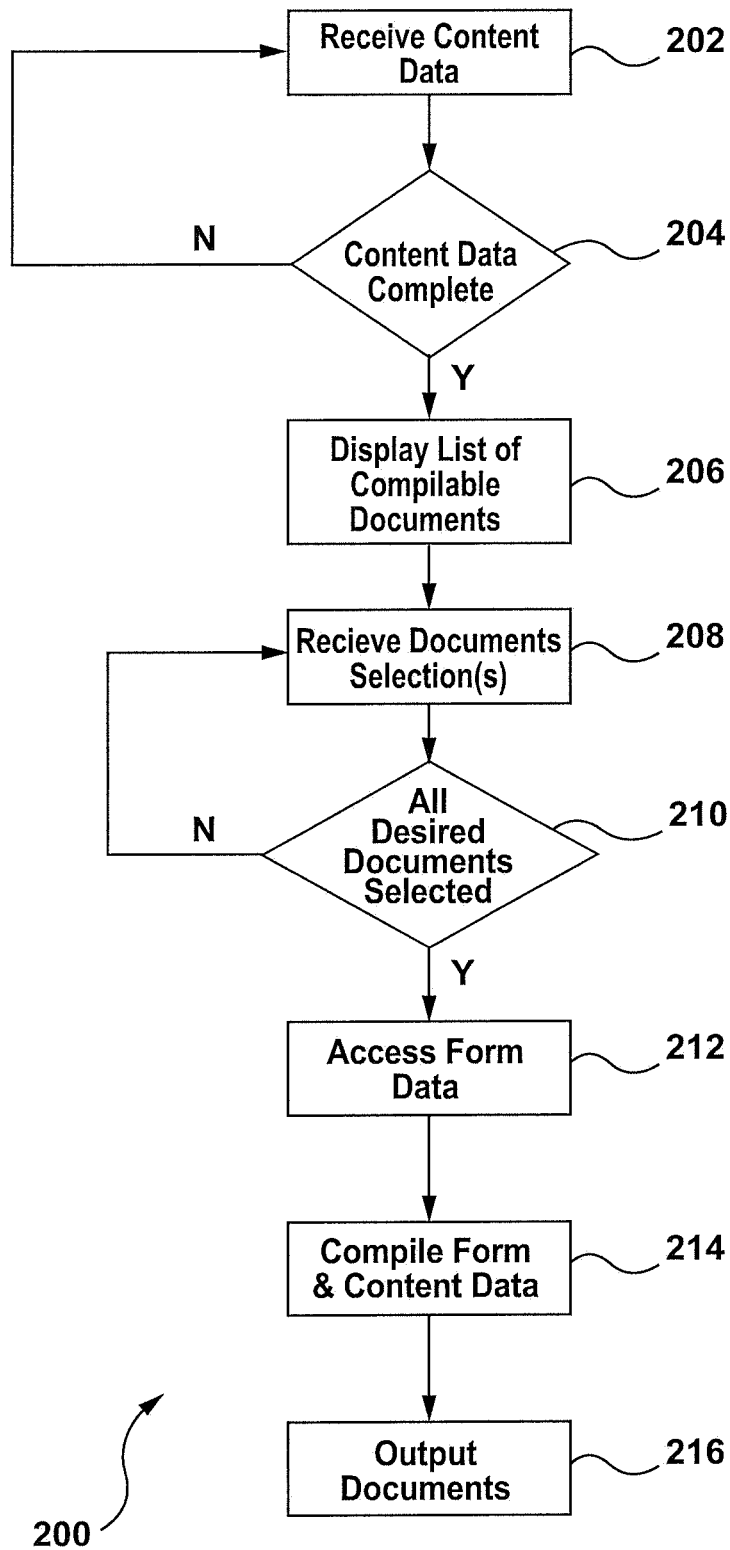 Receive Content
Data
202
N
Content Data
Complete
204
Y
Display List of
Compilable
Documents
206
Recieve Documents
Selection(s)
208
N
All
Desired
Documents
Selected
210
Y
Access Form
Data
212
Compile Form
& Content Data
214
Output
Documents
216
200